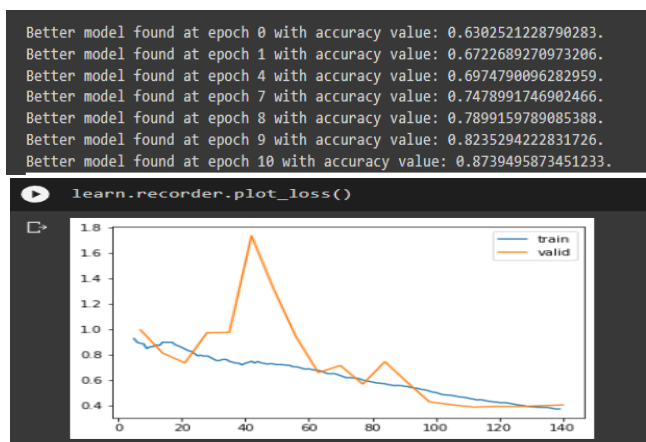 Better model found at epoch 0 with accuracy value: 0.6302521228790283.
Better model found at epoch 1 with accuracy value: 0.6722689270973206.
Better model found at epoch 4 with accuracy value: 0.6974790096282959.
Better model found at epoch 7 with accuracy value: 0.7478991746902466.
Better model found at epoch 8 with accuracy value: 0.7899159789085388.
Better model found at epoch 9 with accuracy value: 0.8235294222831726.
Better model found at epoch 10 with accuracy value: 0.8739495873451233.
learn.recorder.plot_loss()
1.8
train
valid
1.6
1.4
1.2
1.0
0.8
0.6
0.4
0 20 40 60 80 100 120 140